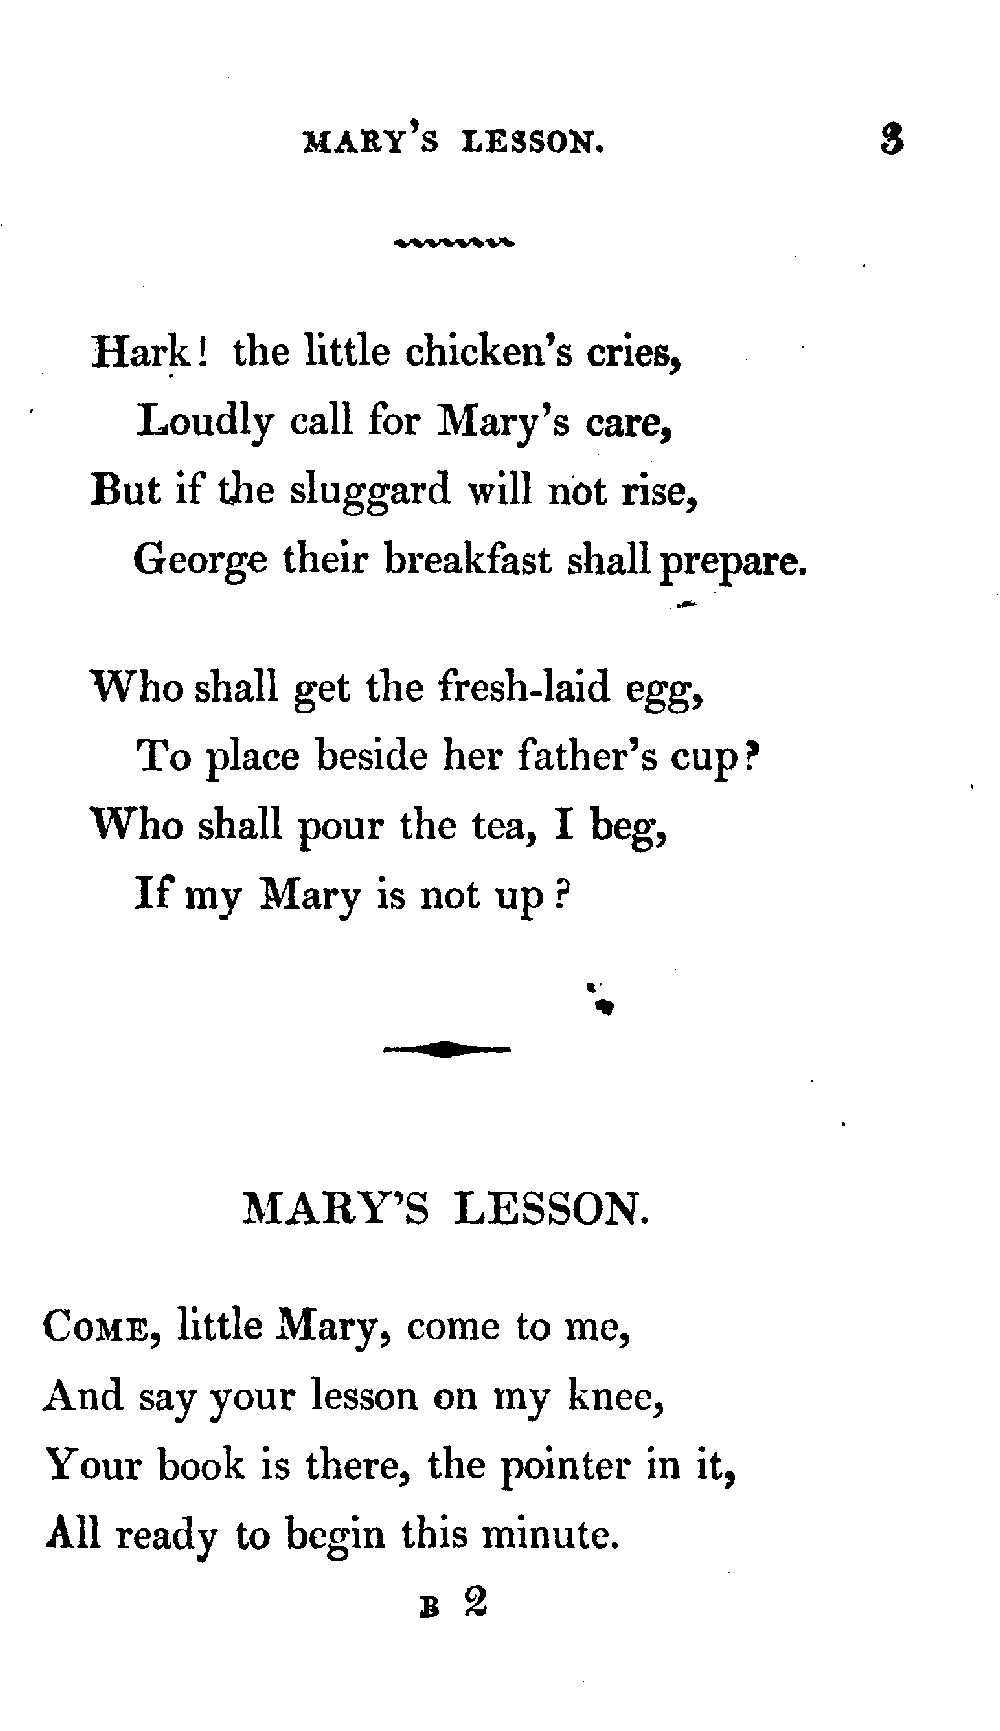 MARY'S LESSON. 3
Hark! the little chicken's cries,
Loudly call for Mary's care,
But if the sluggard will not rise,
George their breakfast shall prepare.
Who shall get the fresh-laid egg,
To place beside her father's cup?
Who shall pour the tea, I beg,
If my Mary is not up?
MARY'S LESSON.
COME, little Mary, come to me,
And say your lesson on my knee,
Your book is there, the pointer in it,
All ready to begin this minute.
B 2